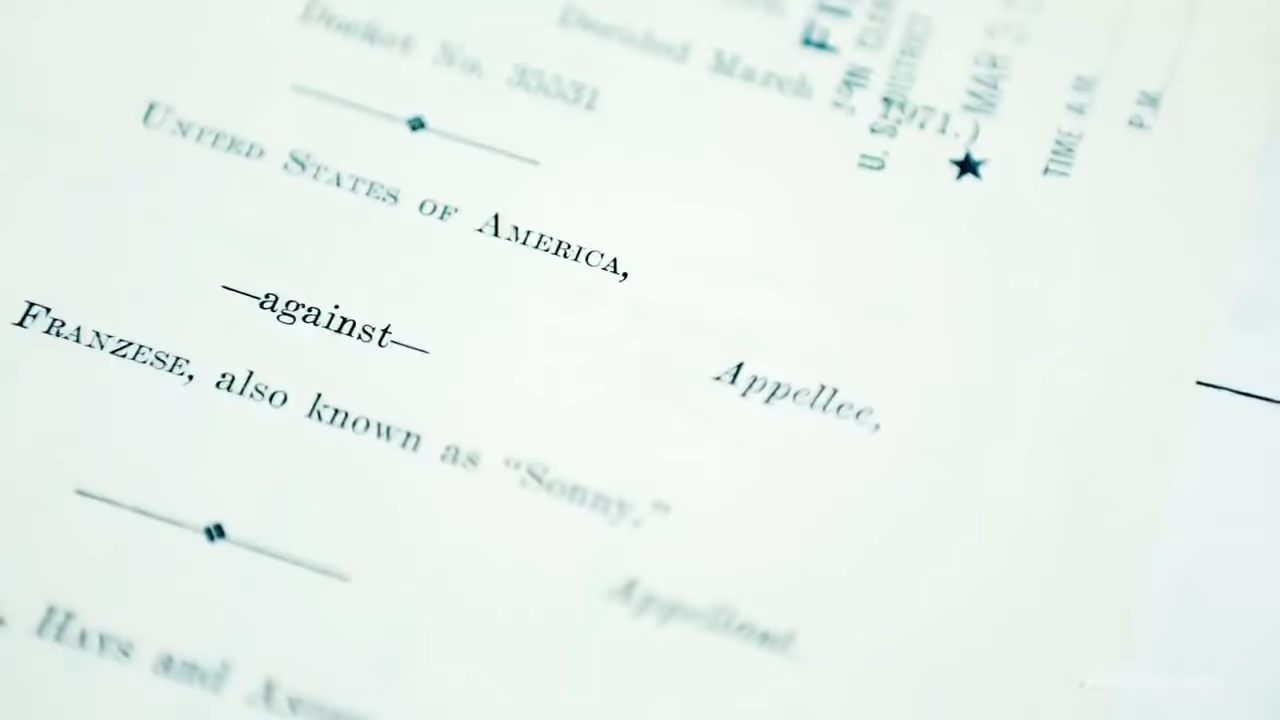 Docket No. 35531
Decided March
1971.)
U. S. DISTRICT
★ MAR
TIME A.M.
P.M.
UNITED STATES OF AMERICA,
Appellee,
—against—
FRANZESE, also known as “Sonny,”
Appellant.
HAYS and